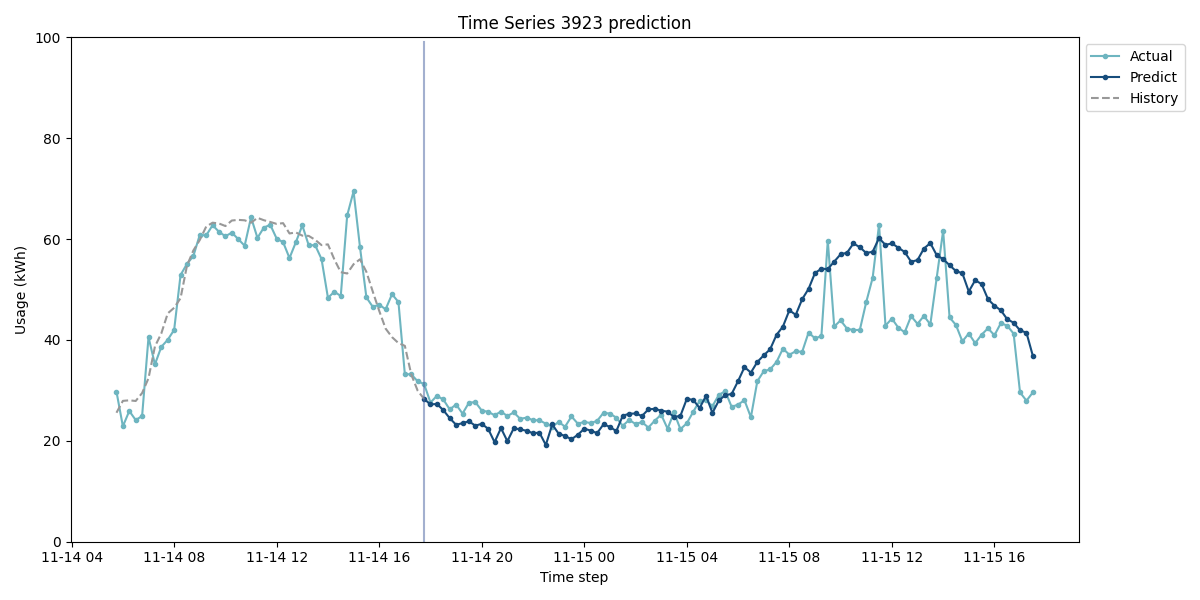 Time Series 3923 prediction
Usage (kWh)
100
80
60
40
20
0
11-14 04
11-14 08
11-14 12
11-14 16
11-14 20
11-15 00
11-15 04
11-15 08
11-15 12
11-15 16
Time step
Actual
Predict
History